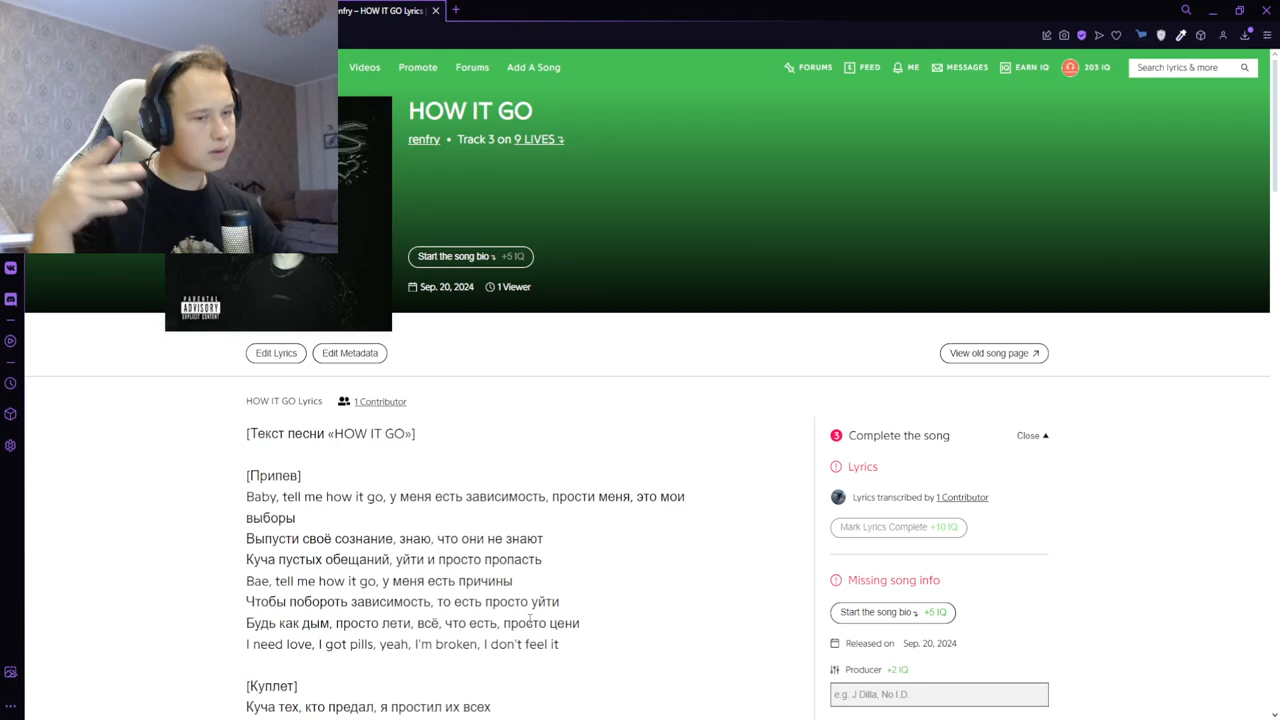 nfry – HOW IT GO Lyrics
Videos
Promote
Forums
Add A Song
FORUMS
FEED
ME
MESSAGES
EARN IQ
203 IQ
Search lyrics & more
HOW IT GO
renfry • Track 3 on 9 LIVES
Start the song bio +5 IQ
Sep. 20, 2024 1 Viewer
PARENTAL
ADVISORY
EXPLICIT CONTENT
Edit Lyrics
Edit Metadata
View old song page
HOW IT GO Lyrics
1 Contributor
[Текст песни «HOW IT GO»]
[Припев]
Baby, tell me how it go, у меня есть зависимость, прости меня, это мои
выборы
Выпусти своё сознание, знаю, что они не знают
Куча пустых обещаний, уйти и просто пропасть
Bae, tell me how it go, у меня есть причины
Чтобы побороть зависимость, то есть просто уйти
Будь как дым, просто лети, всё, что есть, просто цени
I need love, I got pills, yeah, I'm broken, I don't feel it
[Куплет]
Куча тех, кто предал, я простил их всех
3 Complete the song
Close
Lyrics
Lyrics transcribed by 1 Contributor
Mark Lyrics Complete +10 IQ
Missing song info
Start the song bio +5 IQ
Released on Sep. 20, 2024
Producer +2 IQ
e.g. J Dilla, No I.D.